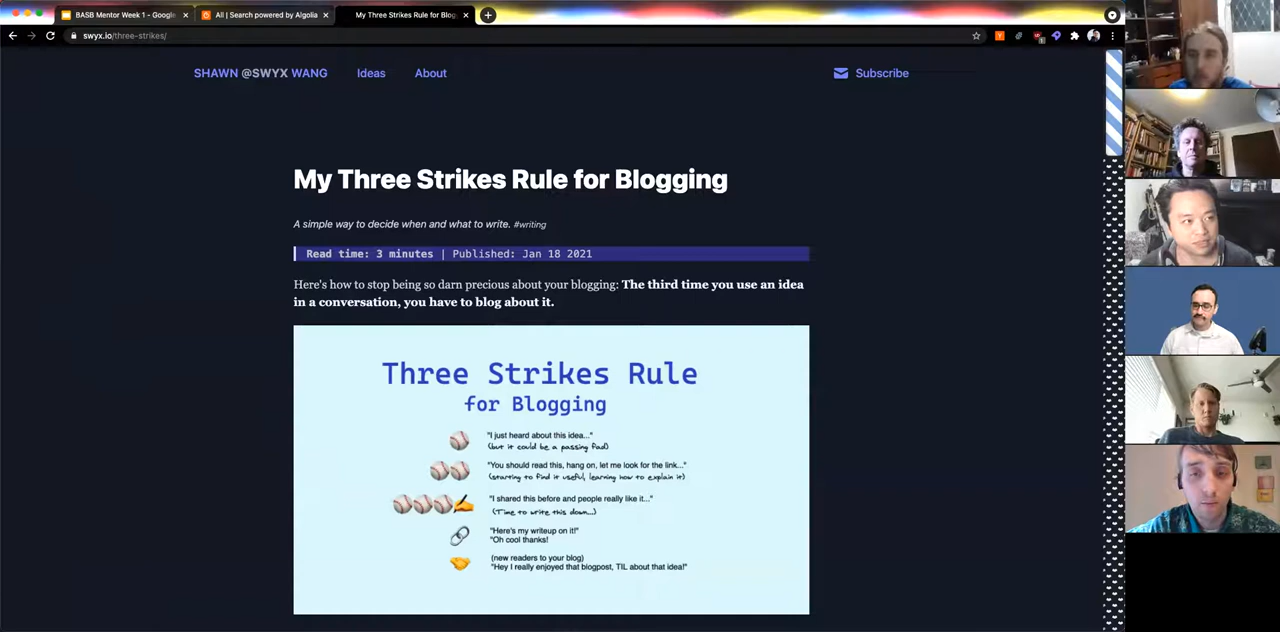 BASB Mentor Week 1 - Google
All | Search powered by Algolia
My Three Strikes Rule for Blog
swyx.io/three-strikes/
SHAWN @SWYX WANG
Ideas
About
Subscribe
My Three Strikes Rule for Blogging
A simple way to decide when and what to write. #writing
Read time: 3 minutes | Published: Jan 18 2021
Here's how to stop being so darn precious about your blogging: The third time you use an idea
in a conversation, you have to blog about it.
Three Strikes Rule
for Blogging
"I just heard about this idea..."
(but it could be a passing fad)
"You should read this, hang on, let me look for the link..."
(starting to find it useful, learning how to explain it)
"I shared this before and people really like it..."
(Time to write this down...)
"Here's my writeup on it!"
"Oh cool thanks!
(new readers to your blog)
"Hey I really enjoyed that blogpost, TIL about that idea!"